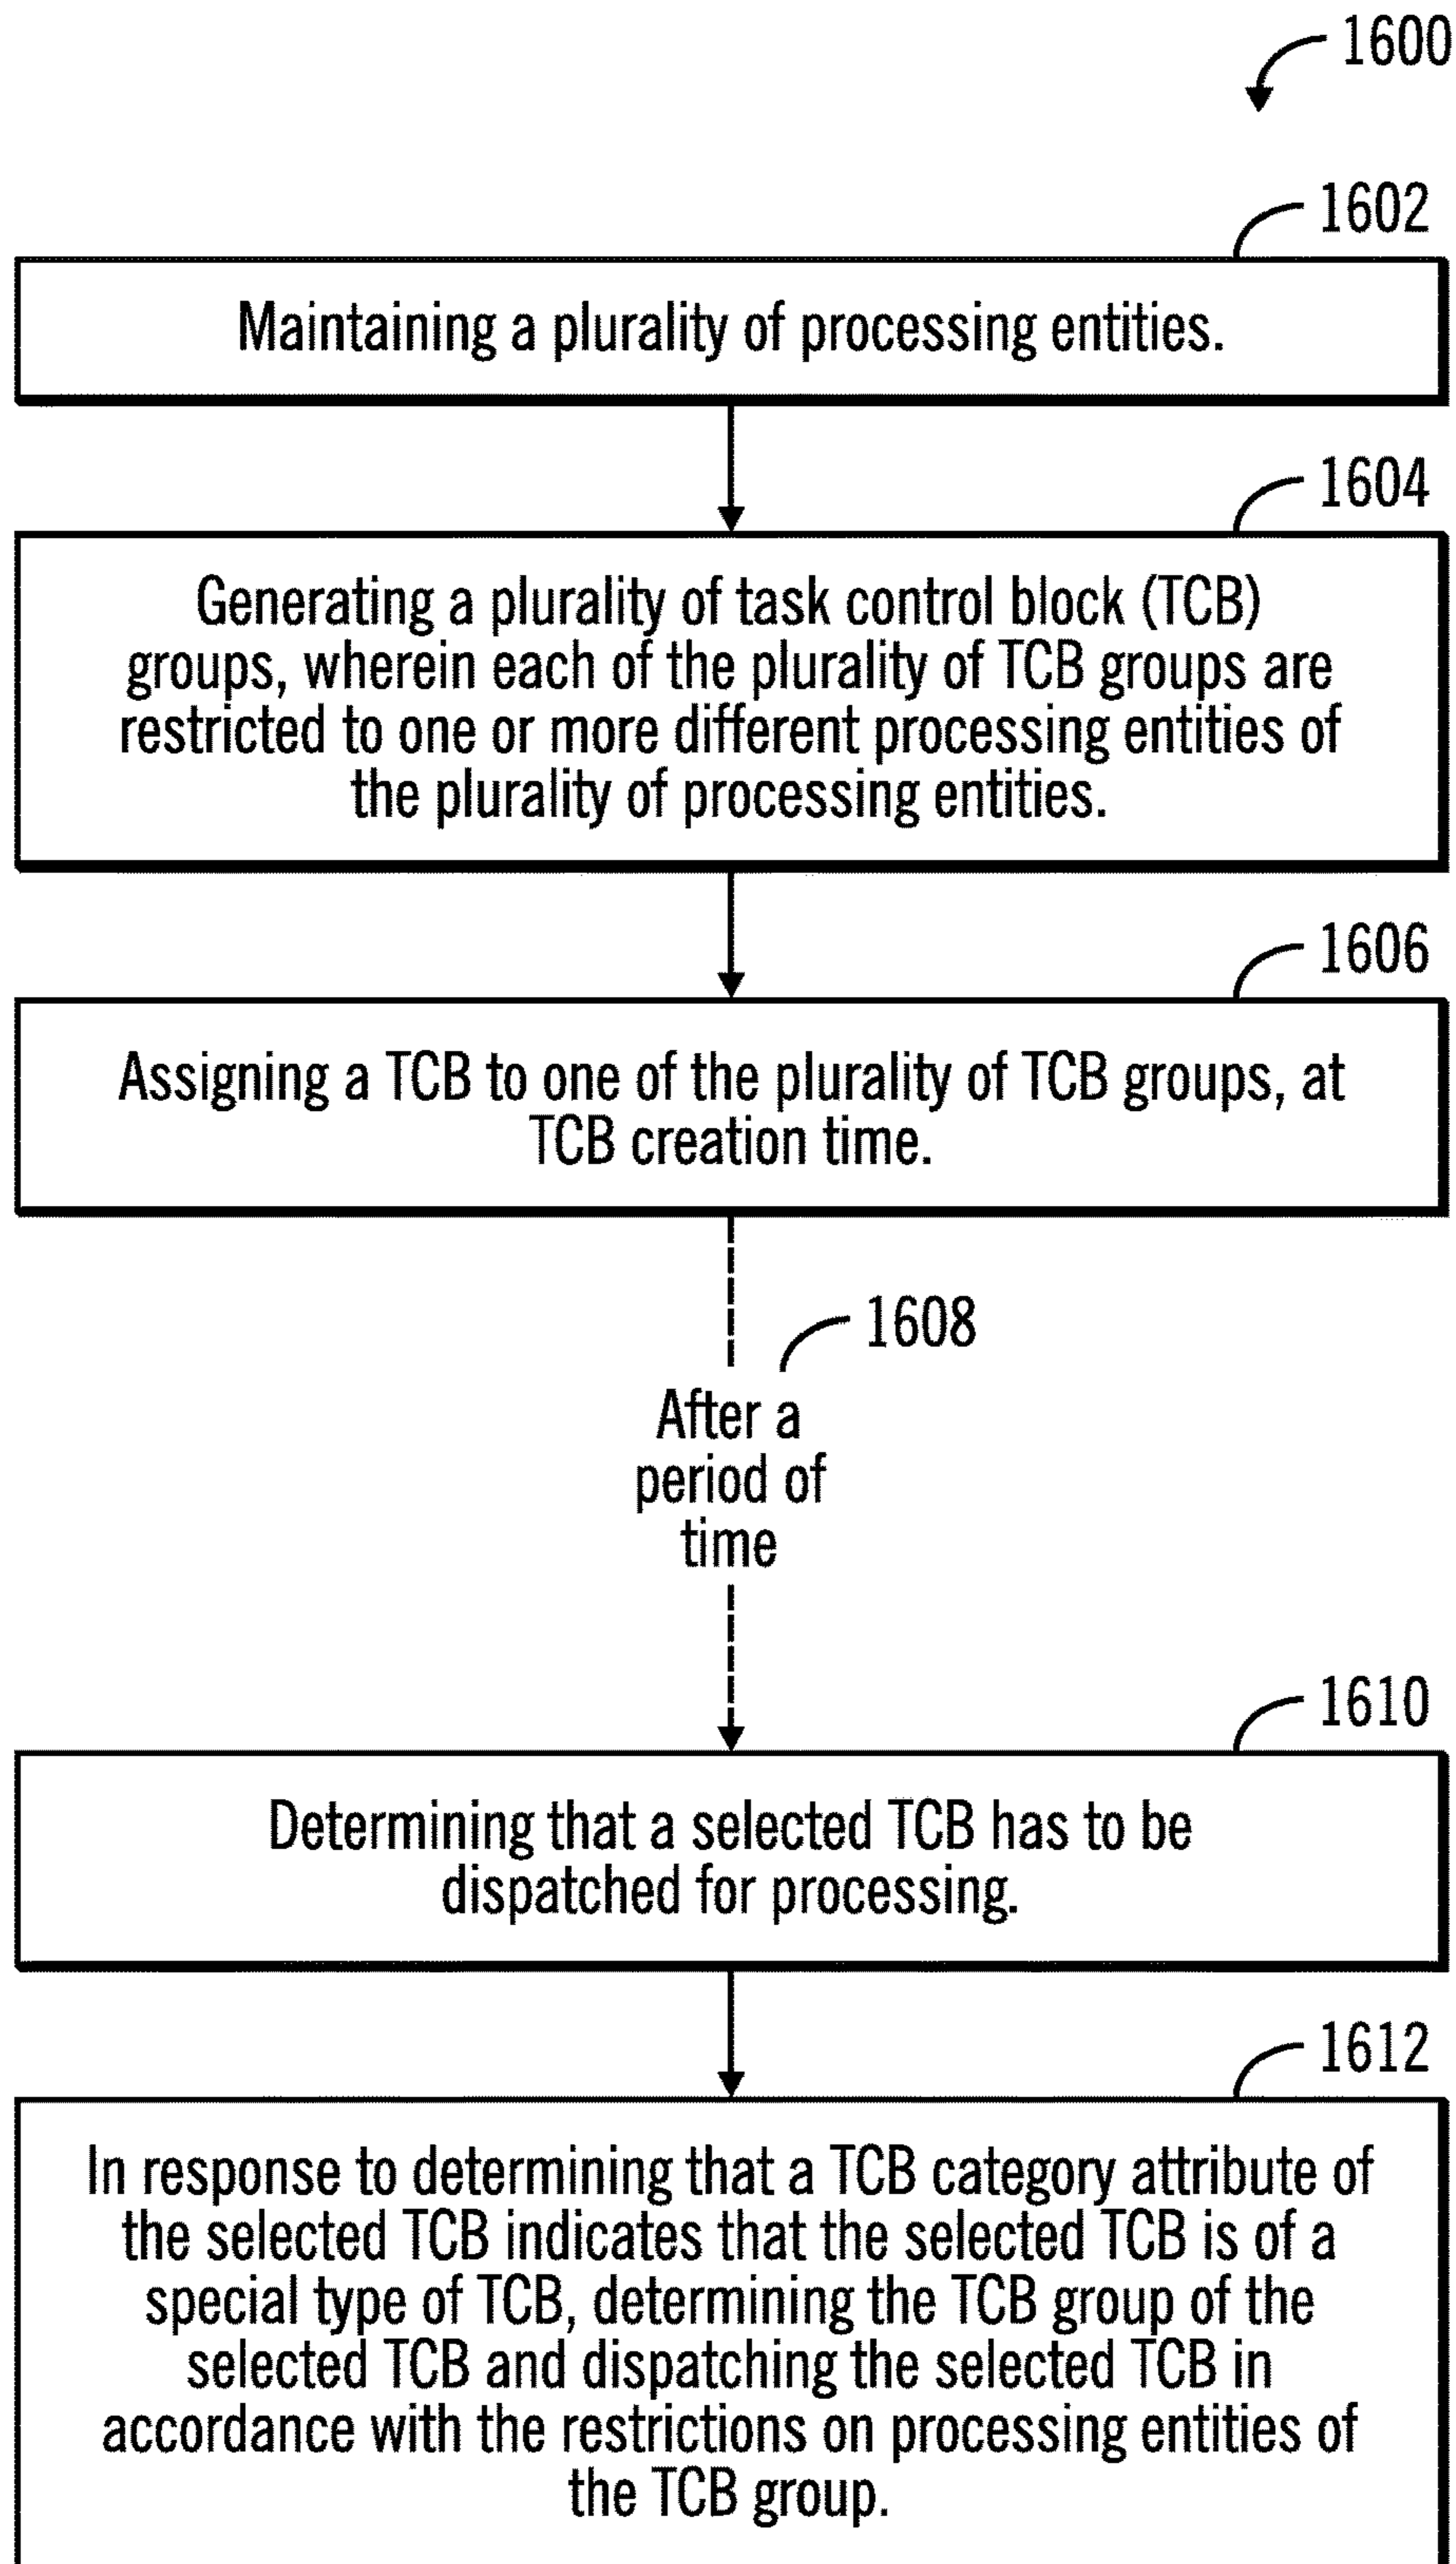 1600
1602
Maintaining a plurality of processing entities.
1604
Generating a plurality of task control block (TCB)
groups, wherein each of the plurality of TCB groups are
restricted to one or more different processing entities of
the plurality of processing entities.
1606
Assigning a TCB to one of the plurality of TCB groups, at
TCB creation time.
1608
After a
period of
time
1610
Determining that a selected TCB has to be
dispatched for processing.
1612
In response to determining that a TCB category attribute of
the selected TCB indicates that the selected TCB is of a
special type of TCB, determining the TCB group of the
selected TCB and dispatching the selected TCB in
accordance with the restrictions on processing entities of
the TCB group.